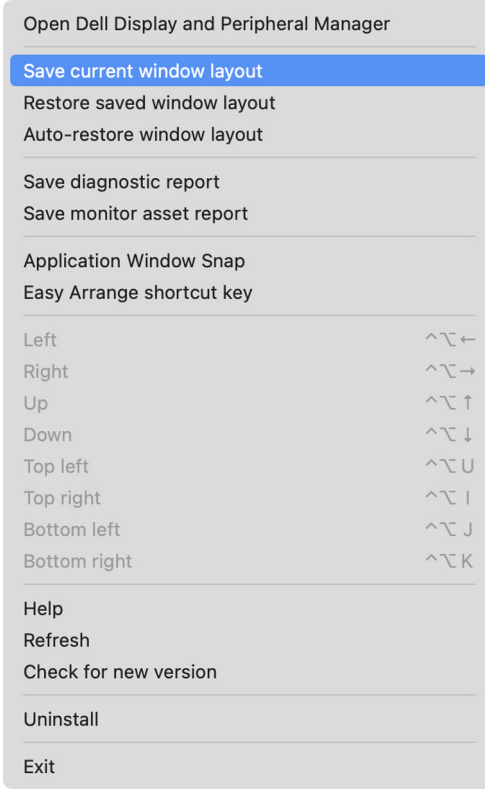 Open Dell Display and Peripheral Manager
Save current window layout
Restore saved window layout
Auto-restore window layout
Save diagnostic report
Save monitor asset report
Application Window Snap
Easy Arrange shortcut key
Left ^⌥←
Right ^⌥→
Up ^⌥↑
Down ^⌥↓
Top left ^⌥U
Top right ^⌥I
Bottom left ^⌥J
Bottom right ^⌥K
Help
Refresh
Check for new version
Uninstall
Exit